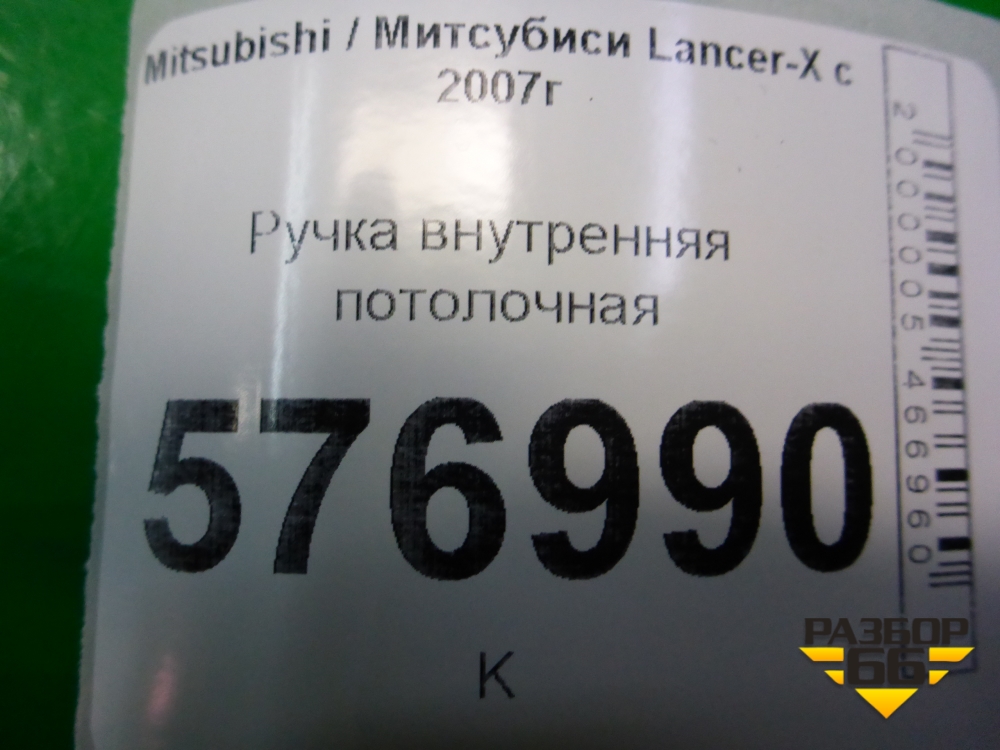 Mitsubishi / Митсубиси Lancer-X с
2007г
Ручка внутренняя
потолочная
576990
К
2000005466960
РАЗБОР
66